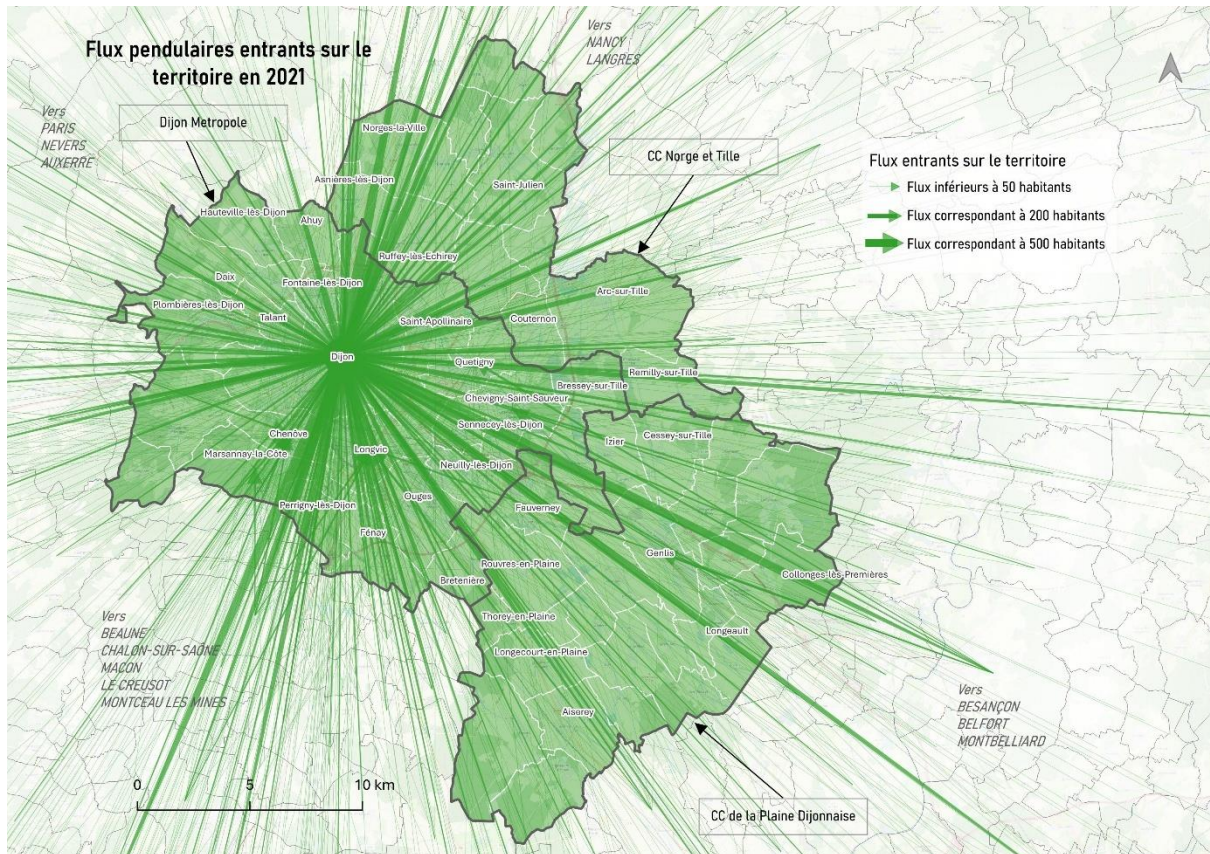 Flux pendulaires entrants sur le
territoire en 2021
Vers
NANCY
LANGRES
Vers
PARIS
NEVERS
AUXERRE
Dijon Metropole
CC Norge et Tille
Flux entrants sur le territoire
Flux inférieurs à 50 habitants
Flux correspondant à 200 habitants
Flux correspondant à 500 habitants
Norges-la-Ville
Asnières-lès-Dijon
Saint-Julien
Hauteville-lès-Dijon
Ahuy
Ruffey-lès-Echirey
Daix
Fontaine-lès-Dijon
Plombières-lès-Dijon
Talant
Arc-sur-Tille
Saint-Apollinaire
Couternon
Dijon
Quetigny
Remilly-sur-Tille
Bressey-sur-Tille
Chevigny-Saint-Sauveur
Sennecey-lès-Dijon
Chenôve
Izier
Cessey-sur-Tille
Marsannay-la-Côte
Longvic
Neuilly-lès-Dijon
Ouges
Perrigny-lès-Dijon
Fauverney
Fénay
Genlis
Rouvres-en-Plaine
Collonges-lès-Premières
Bretenière
Thorey-en-Plaine
Longeault
Longecourt-en-Plaine
Aiserey
Vers
BEAUNE
CHALON-SUR-SAÔNE
MACON
LE CREUSOT
MONTCEAU LES MINES
Vers
BESANÇON
BELFORT
MONTBELLIARD
0 5 10 km
CC de la Plaine Dijonnaise